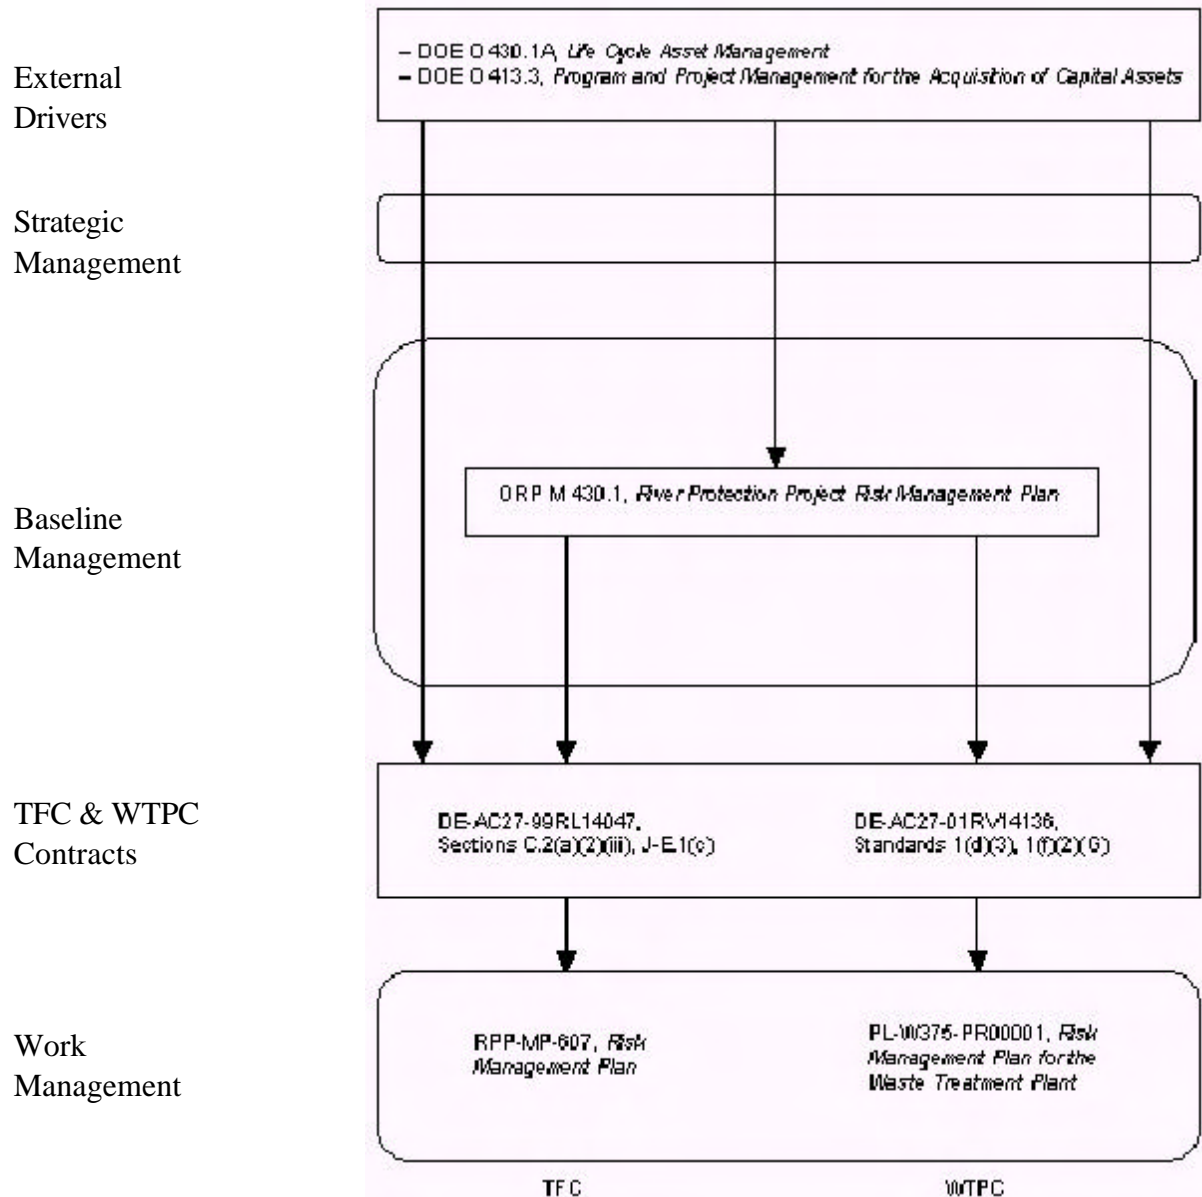 External
Drivers
– DOE O 430.1A, Life Cycle Asset Management
– DOE O 413.3, Program and Project Management for the Acquisition of Capital Assets
Strategic
Management
Baseline
Management
ORP M 430.1, River Protection Project Risk Management Plan
TFC & WTPC
Contracts
DE-AC27-99RL14047,
Sections C.2(a)(2)(iii), J-E.1(c)
DE-AC27-01RV14136,
Standards 1(d)(3), 1(f)(2)(G)
Work
Management
RPP-MP-607, Risk
Management Plan
PL-W375-PR00001, Risk
Management Plan for the
Waste Treatment Plant
TFC
WTPC